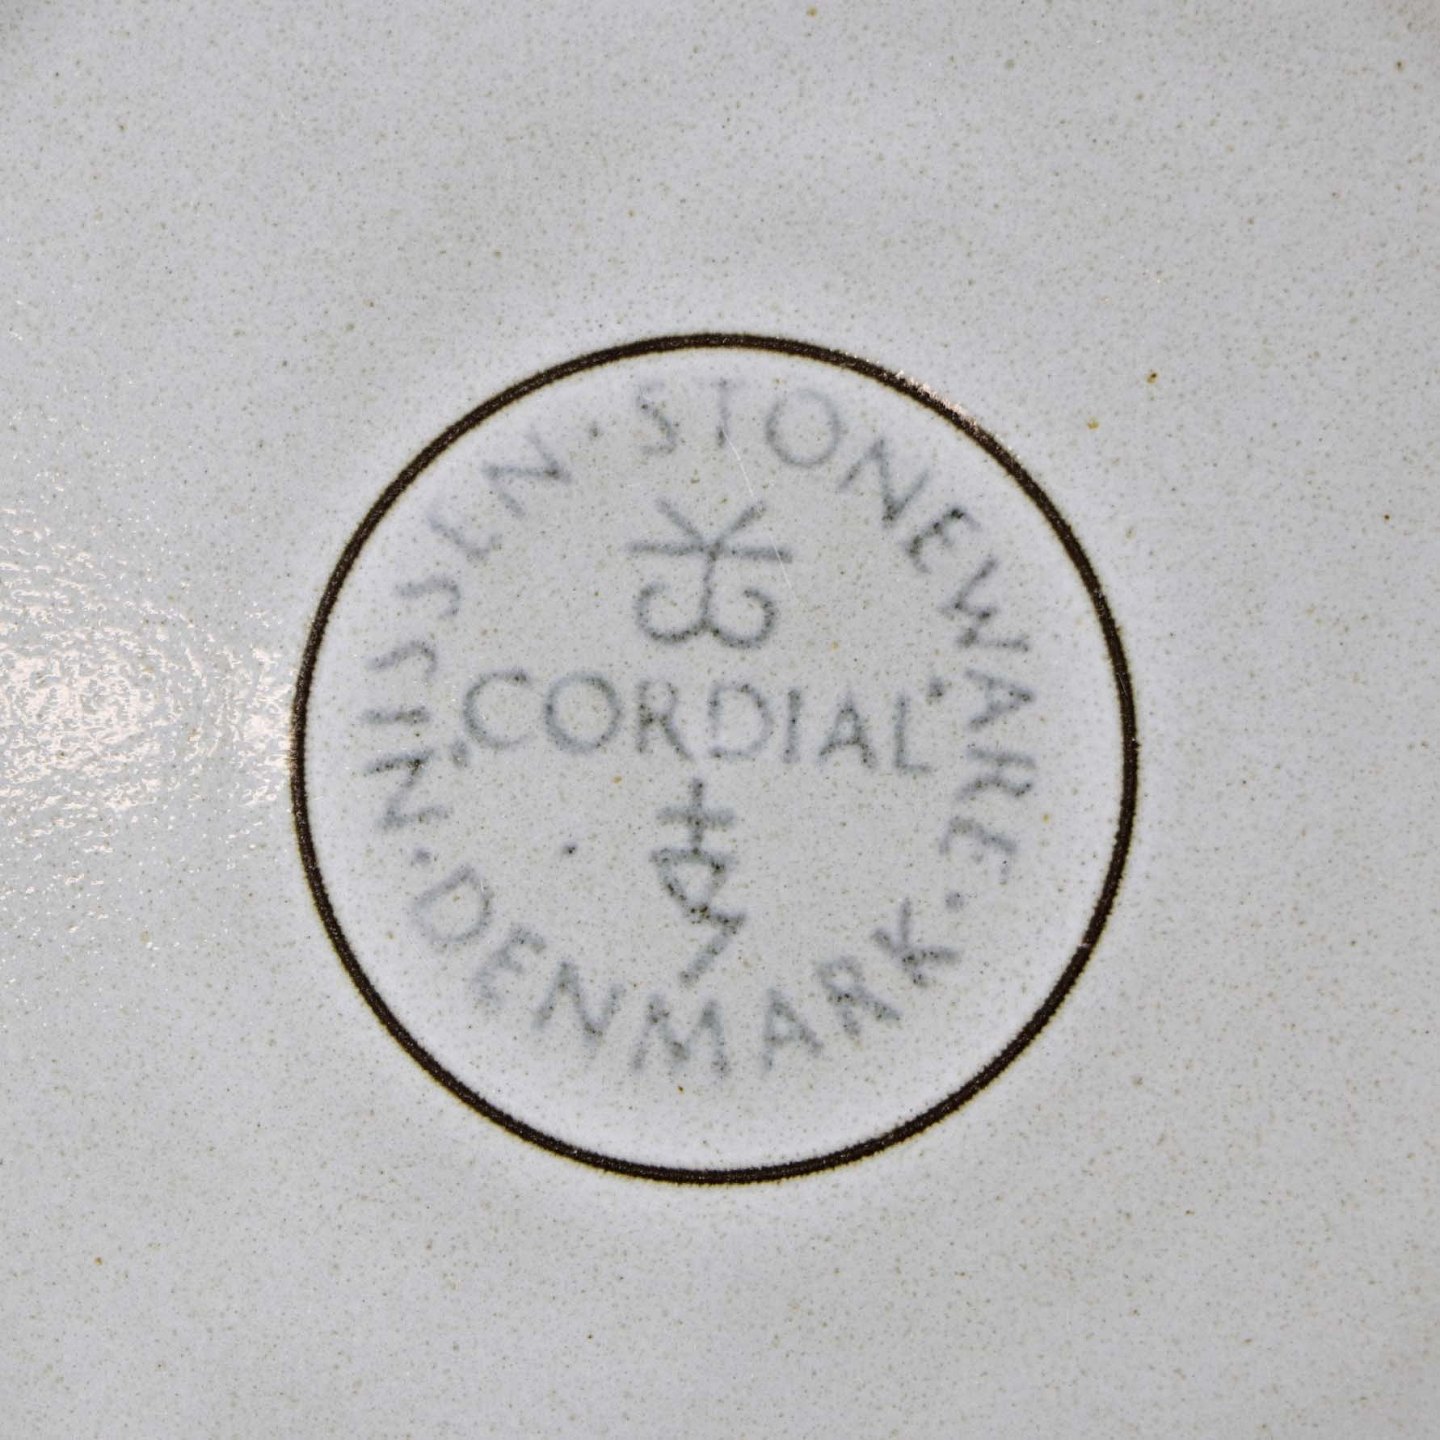 NISSEN · STONEWARE · DENMARK ·
"CORDIAL"